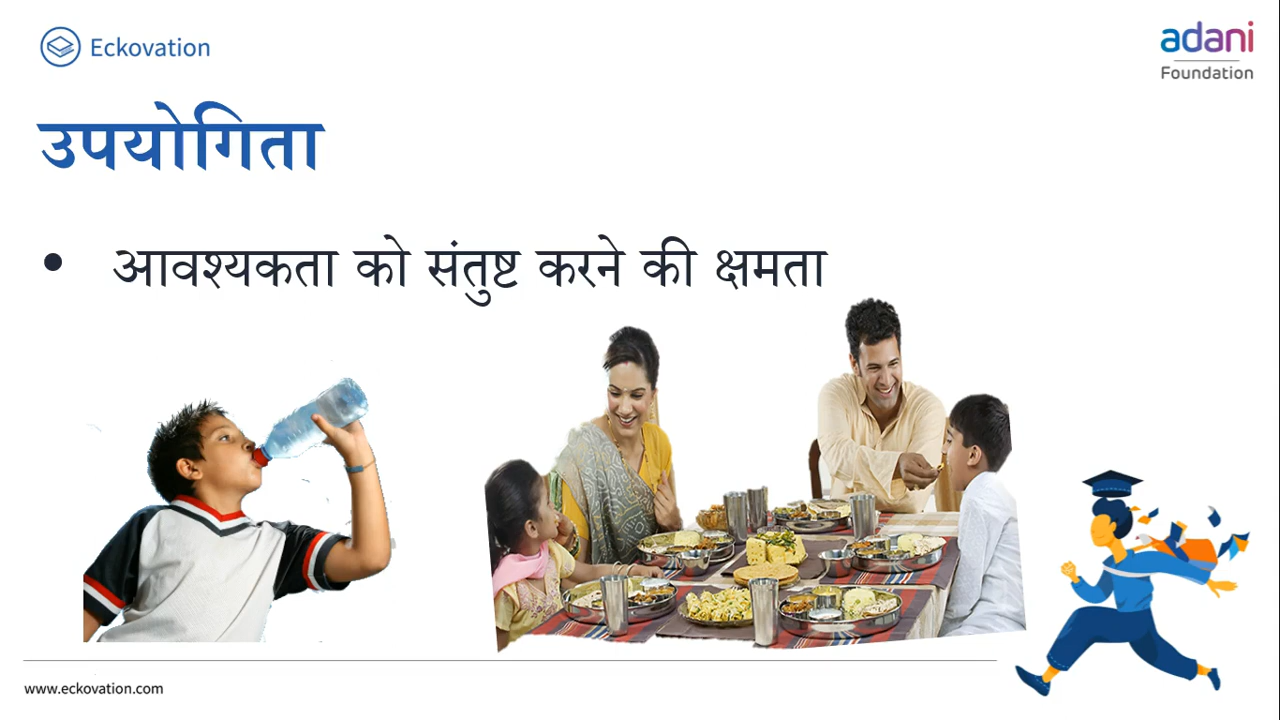 Eckovation
adani
Foundation
उपयोगिता
• आवश्यकता को संतुष्ट करने की क्षमता
www.eckovation.com